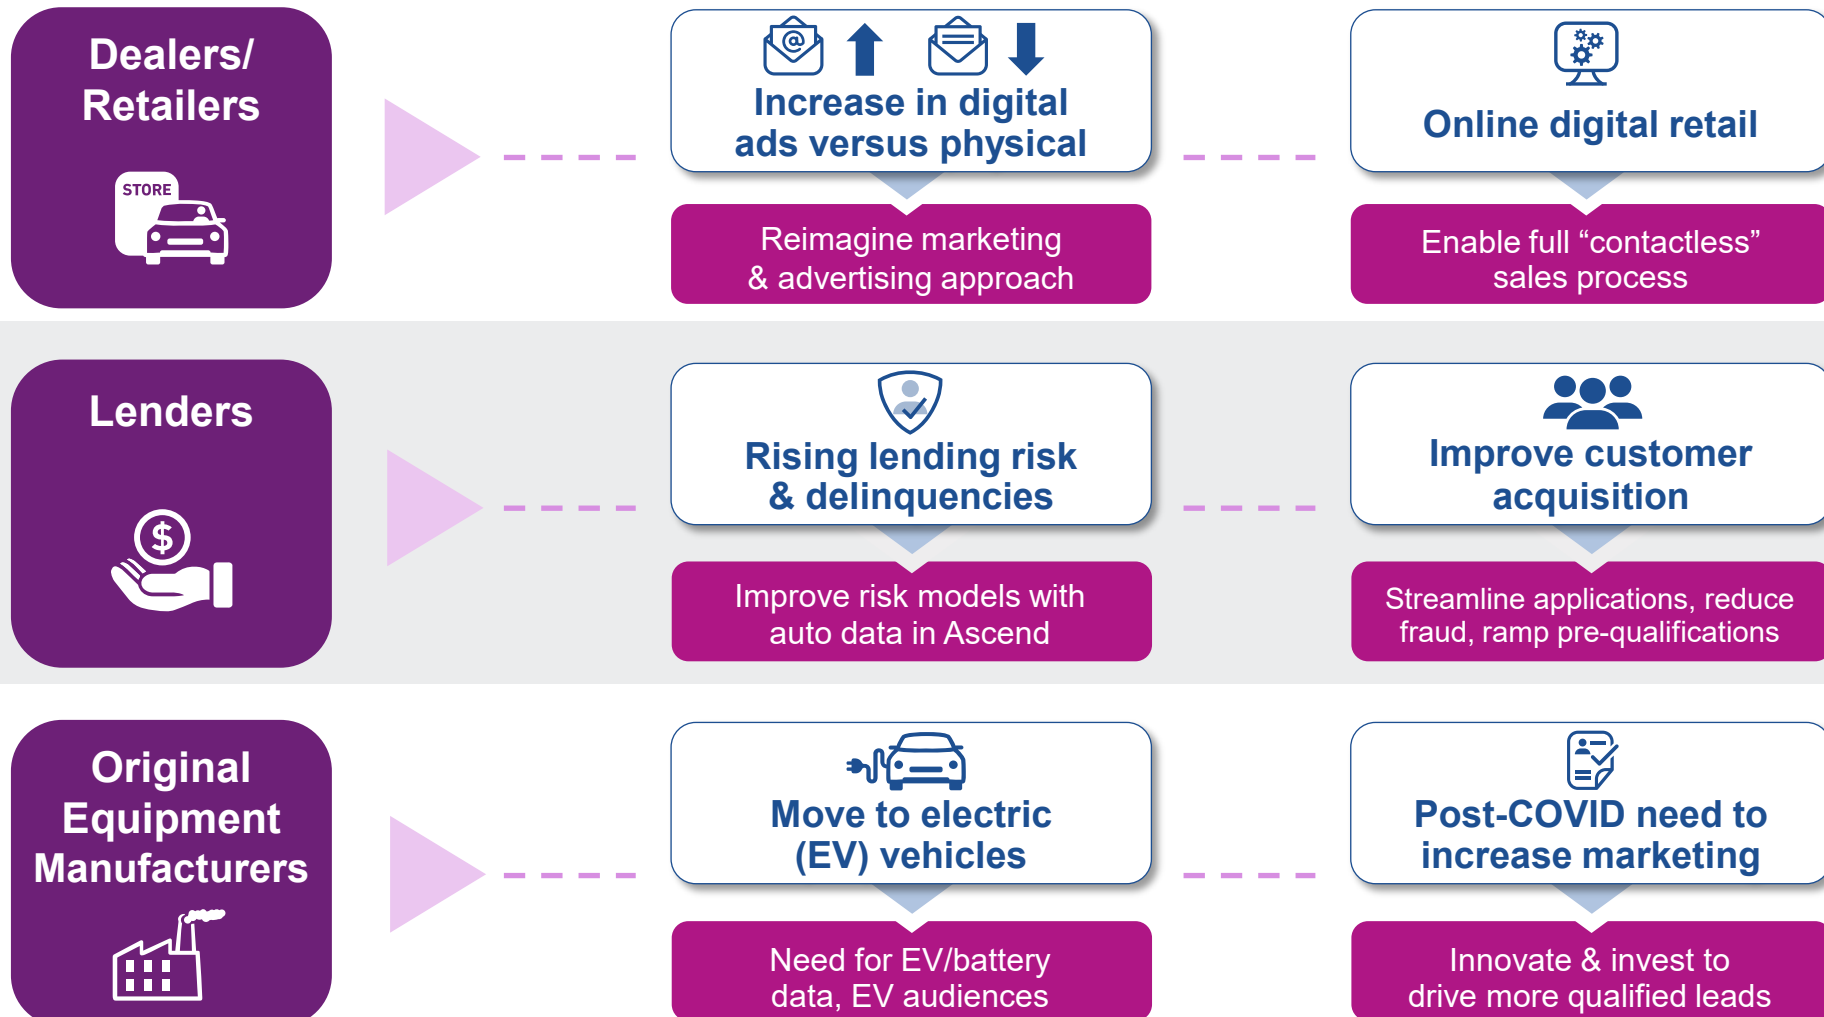 Dealers/
Retailers
STORE
@
Increase in digital
ads versus physical
Reimagine marketing
& advertising approach
Online digital retail
Enable full “contactless”
sales process
Lenders
$
Rising lending risk
& delinquencies
Improve risk models with
auto data in Ascend
Improve customer
acquisition
Streamline applications, reduce
fraud, ramp pre-qualifications
Original
Equipment
Manufacturers
Move to electric
(EV) vehicles
Need for EV/battery
data, EV audiences
Post-COVID need to
increase marketing
Innovate & invest to
drive more qualified leads